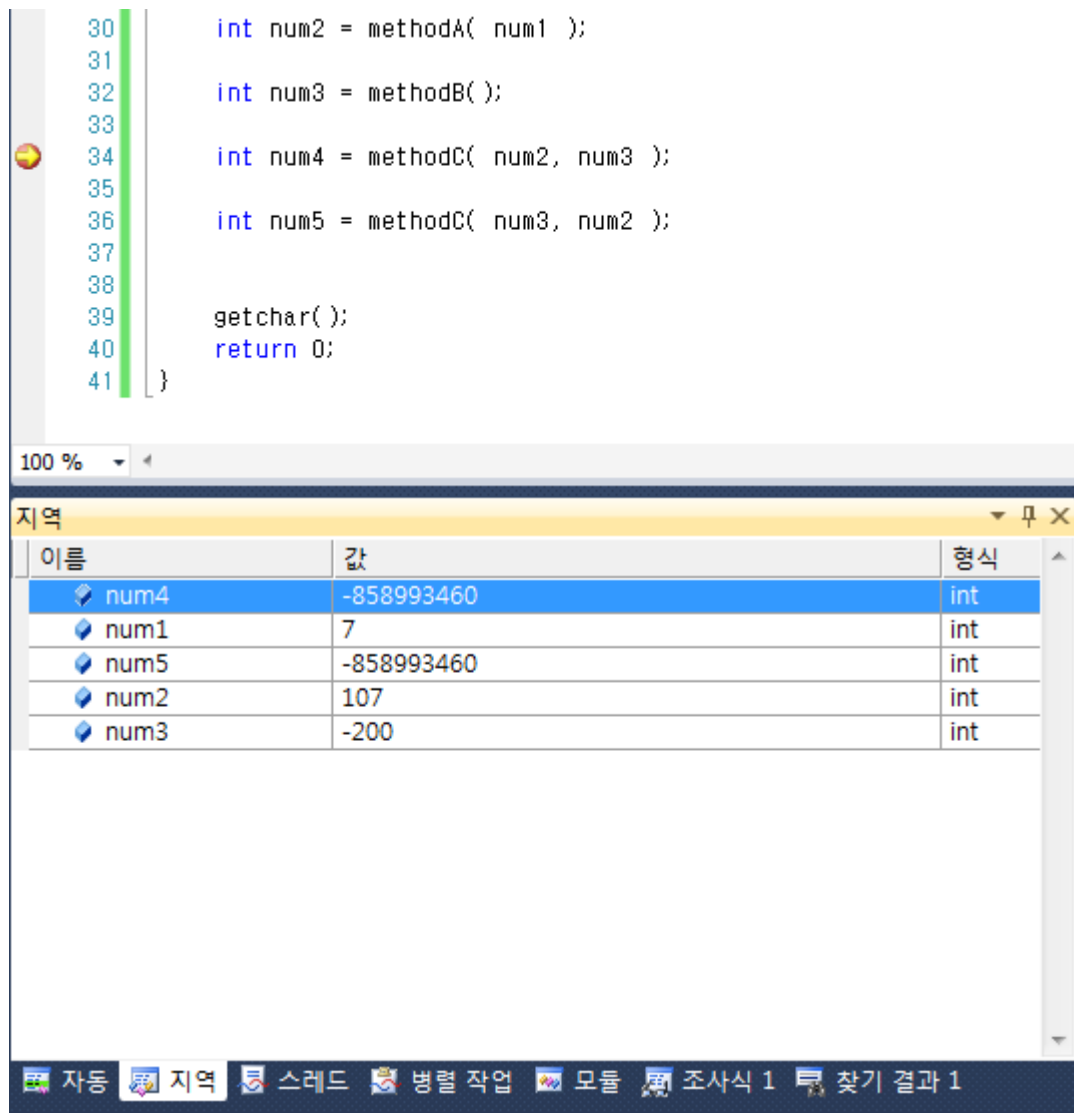 30 int num2 = methodA( num1 );
31
32 int num3 = methodB();
33
34 int num4 = methodC( num2, num3 );
35
36 int num5 = methodC( num3, num2 );
37
38
39 getchar();
40 return 0;
41 }
100 %
지역
이름 값 형식
num4 -858993460 int
num1 7 int
num5 -858993460 int
num2 107 int
num3 -200 int
자동 지역 스레드 병렬 작업 모듈 조사식 1 찾기 결과 1